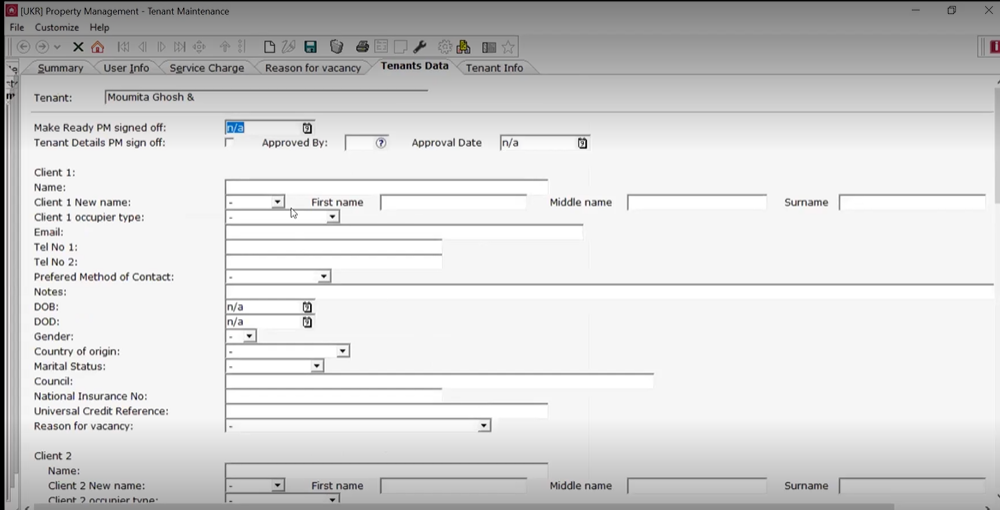 [UKR] Property Management - Tenant Maintenance
File Customize Help
Summary User Info Service Charge Reason for vacancy Tenants Data Tenant Info
Tenant: Moumita Ghosh &
Make Ready PM signed off: n/a
Tenant Details PM sign off: Approved By: Approval Date n/a
Client 1:
Name:
Client 1 New name: - First name Middle name Surname
Client 1 occupier type: -
Email:
Tel No 1:
Tel No 2:
Prefered Method of Contact: -
Notes:
DOB: n/a
DOD: n/a
Gender: -
Country of origin: -
Marital Status: -
Council:
National Insurance No:
Universal Credit Reference:
Reason for vacancy: -
Client 2
Name:
Client 2 New name: - First name Middle name Surname
Client 2 occupier type: -